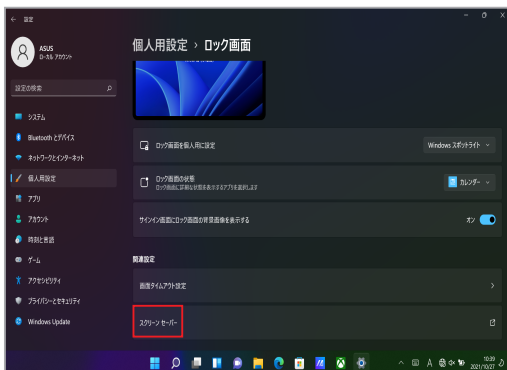 設定
ASUS
ローカル アカウント
設定の検索
システム
Bluetooth とデバイス
ネットワークとインターネット
個人用設定
アプリ
アカウント
時刻と言語
ゲーム
アクセシビリティ
プライバシーとセキュリティ
Windows Update
個人用設定 › ロック画面
ロック画面を個人用に設定
Windows スポットライト
ロック画面の状態
ロック画面に詳細な状態を表示するアプリを選択します
カレンダー
サインイン画面にロック画面の背景画像を表示する
オン
関連設定
画面タイムアウト設定
スクリーン セーバー
A
10:39
2021/10/27